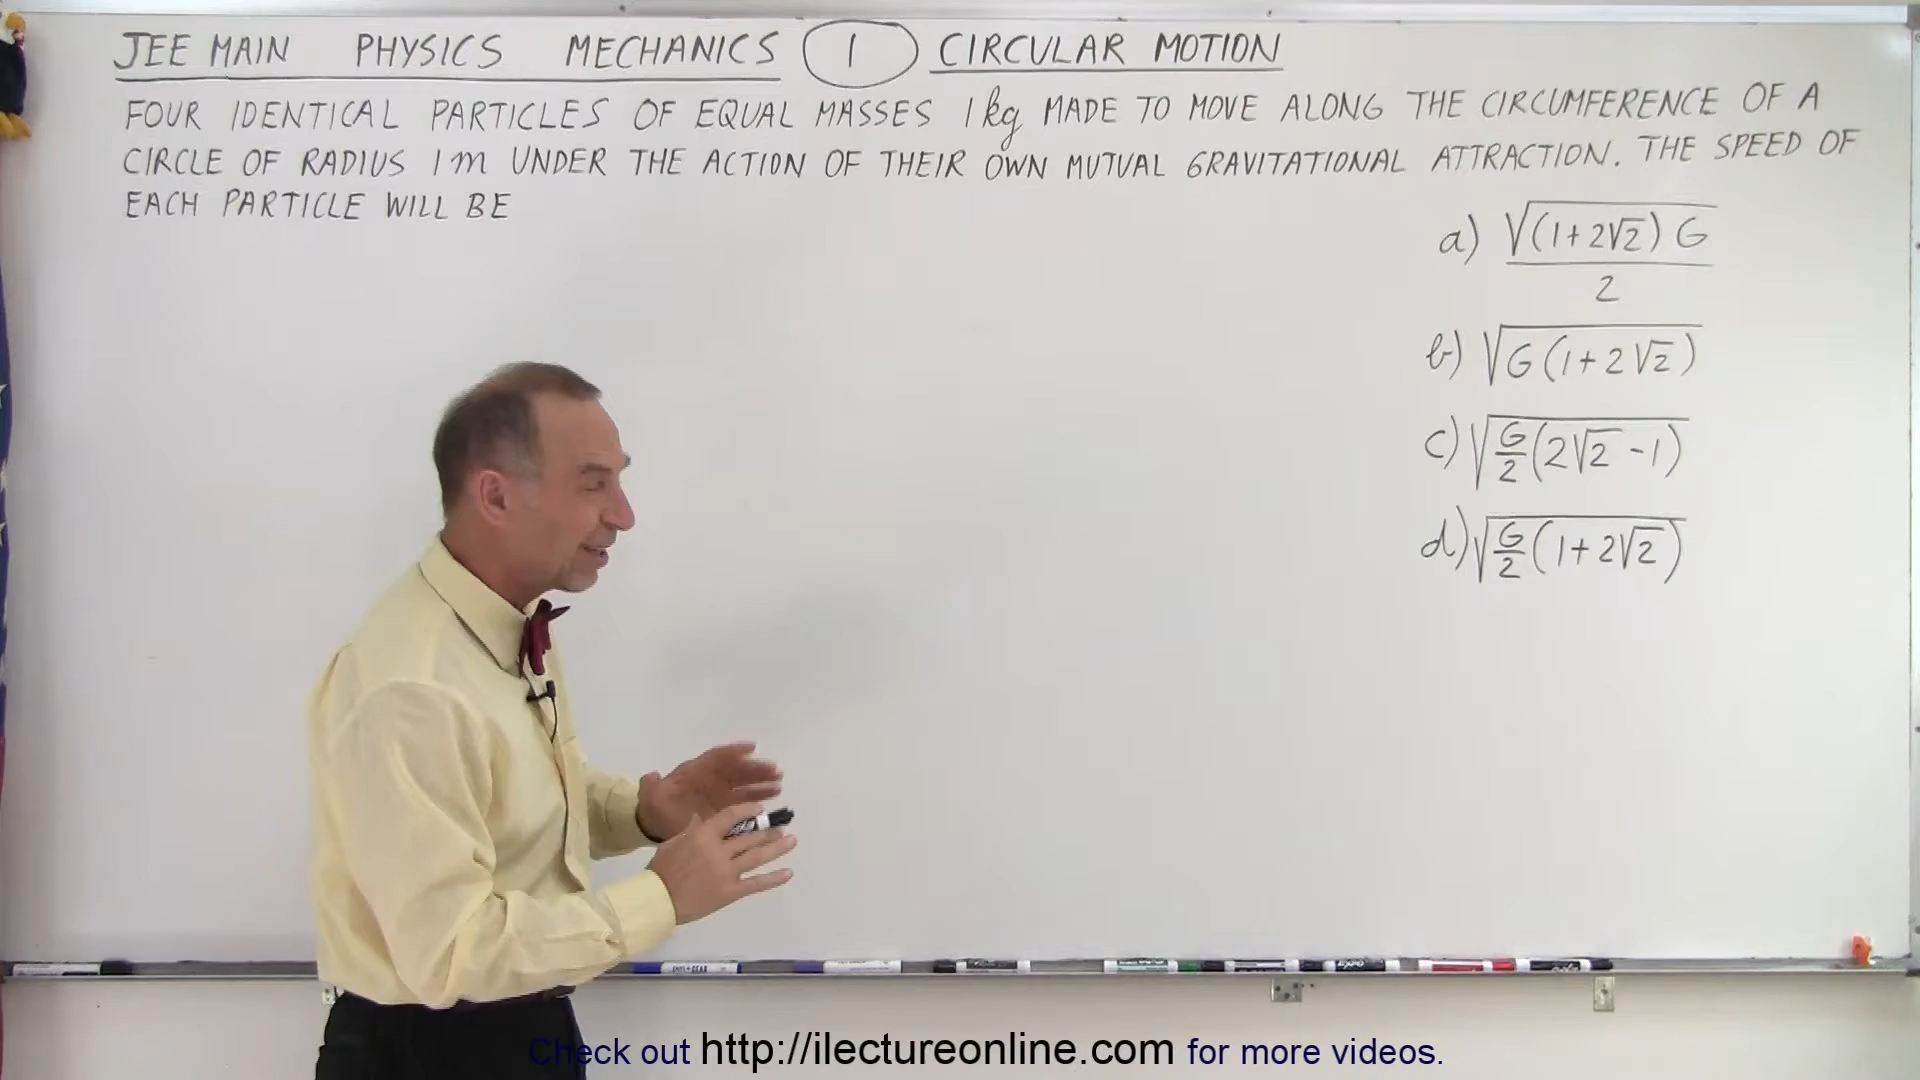 JEE MAIN PHYSICS MECHANICS 1 CIRCULAR MOTION
FOUR IDENTICAL PARTICLES OF EQUAL MASSES 1 kg MADE TO MOVE ALONG THE CIRCUMFERENCE OF A
CIRCLE OF RADIUS 1 m UNDER THE ACTION OF THEIR OWN MUTUAL GRAVITATIONAL ATTRACTION. THE SPEED OF
EACH PARTICLE WILL BE
a) √((1+2√2) G) / 2
b) √(G(1+2√2))
c) √(G/2 (2√2 -1))
d) √(G/2 (1+2√2))
Check out http://ilectureonline.com for more videos.